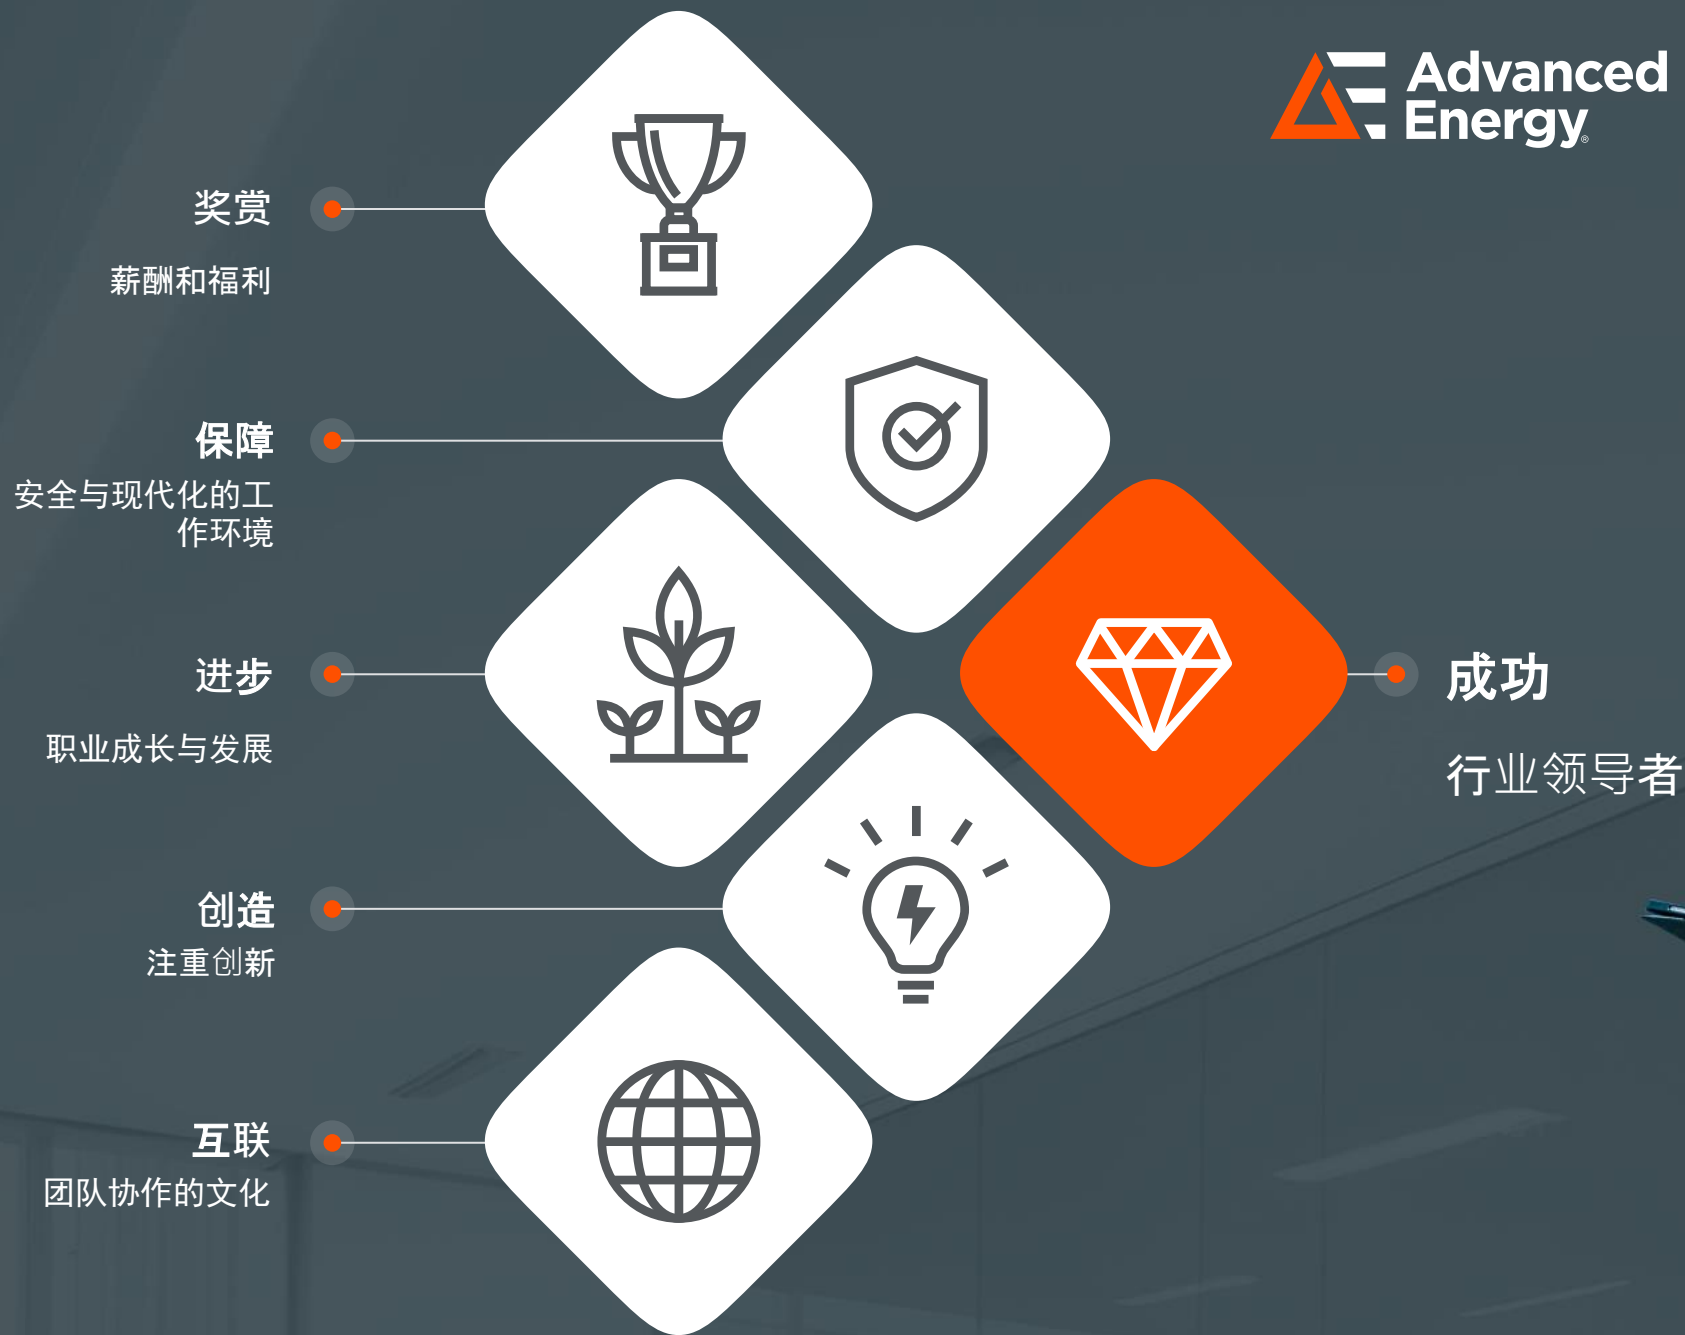 Advanced
Energy®
奖赏
薪酬和福利
保障
安全与现代化的工
作环境
进步
职业成长与发展
成功
行业领导者
创造
注重创新
互联
团队协作的文化